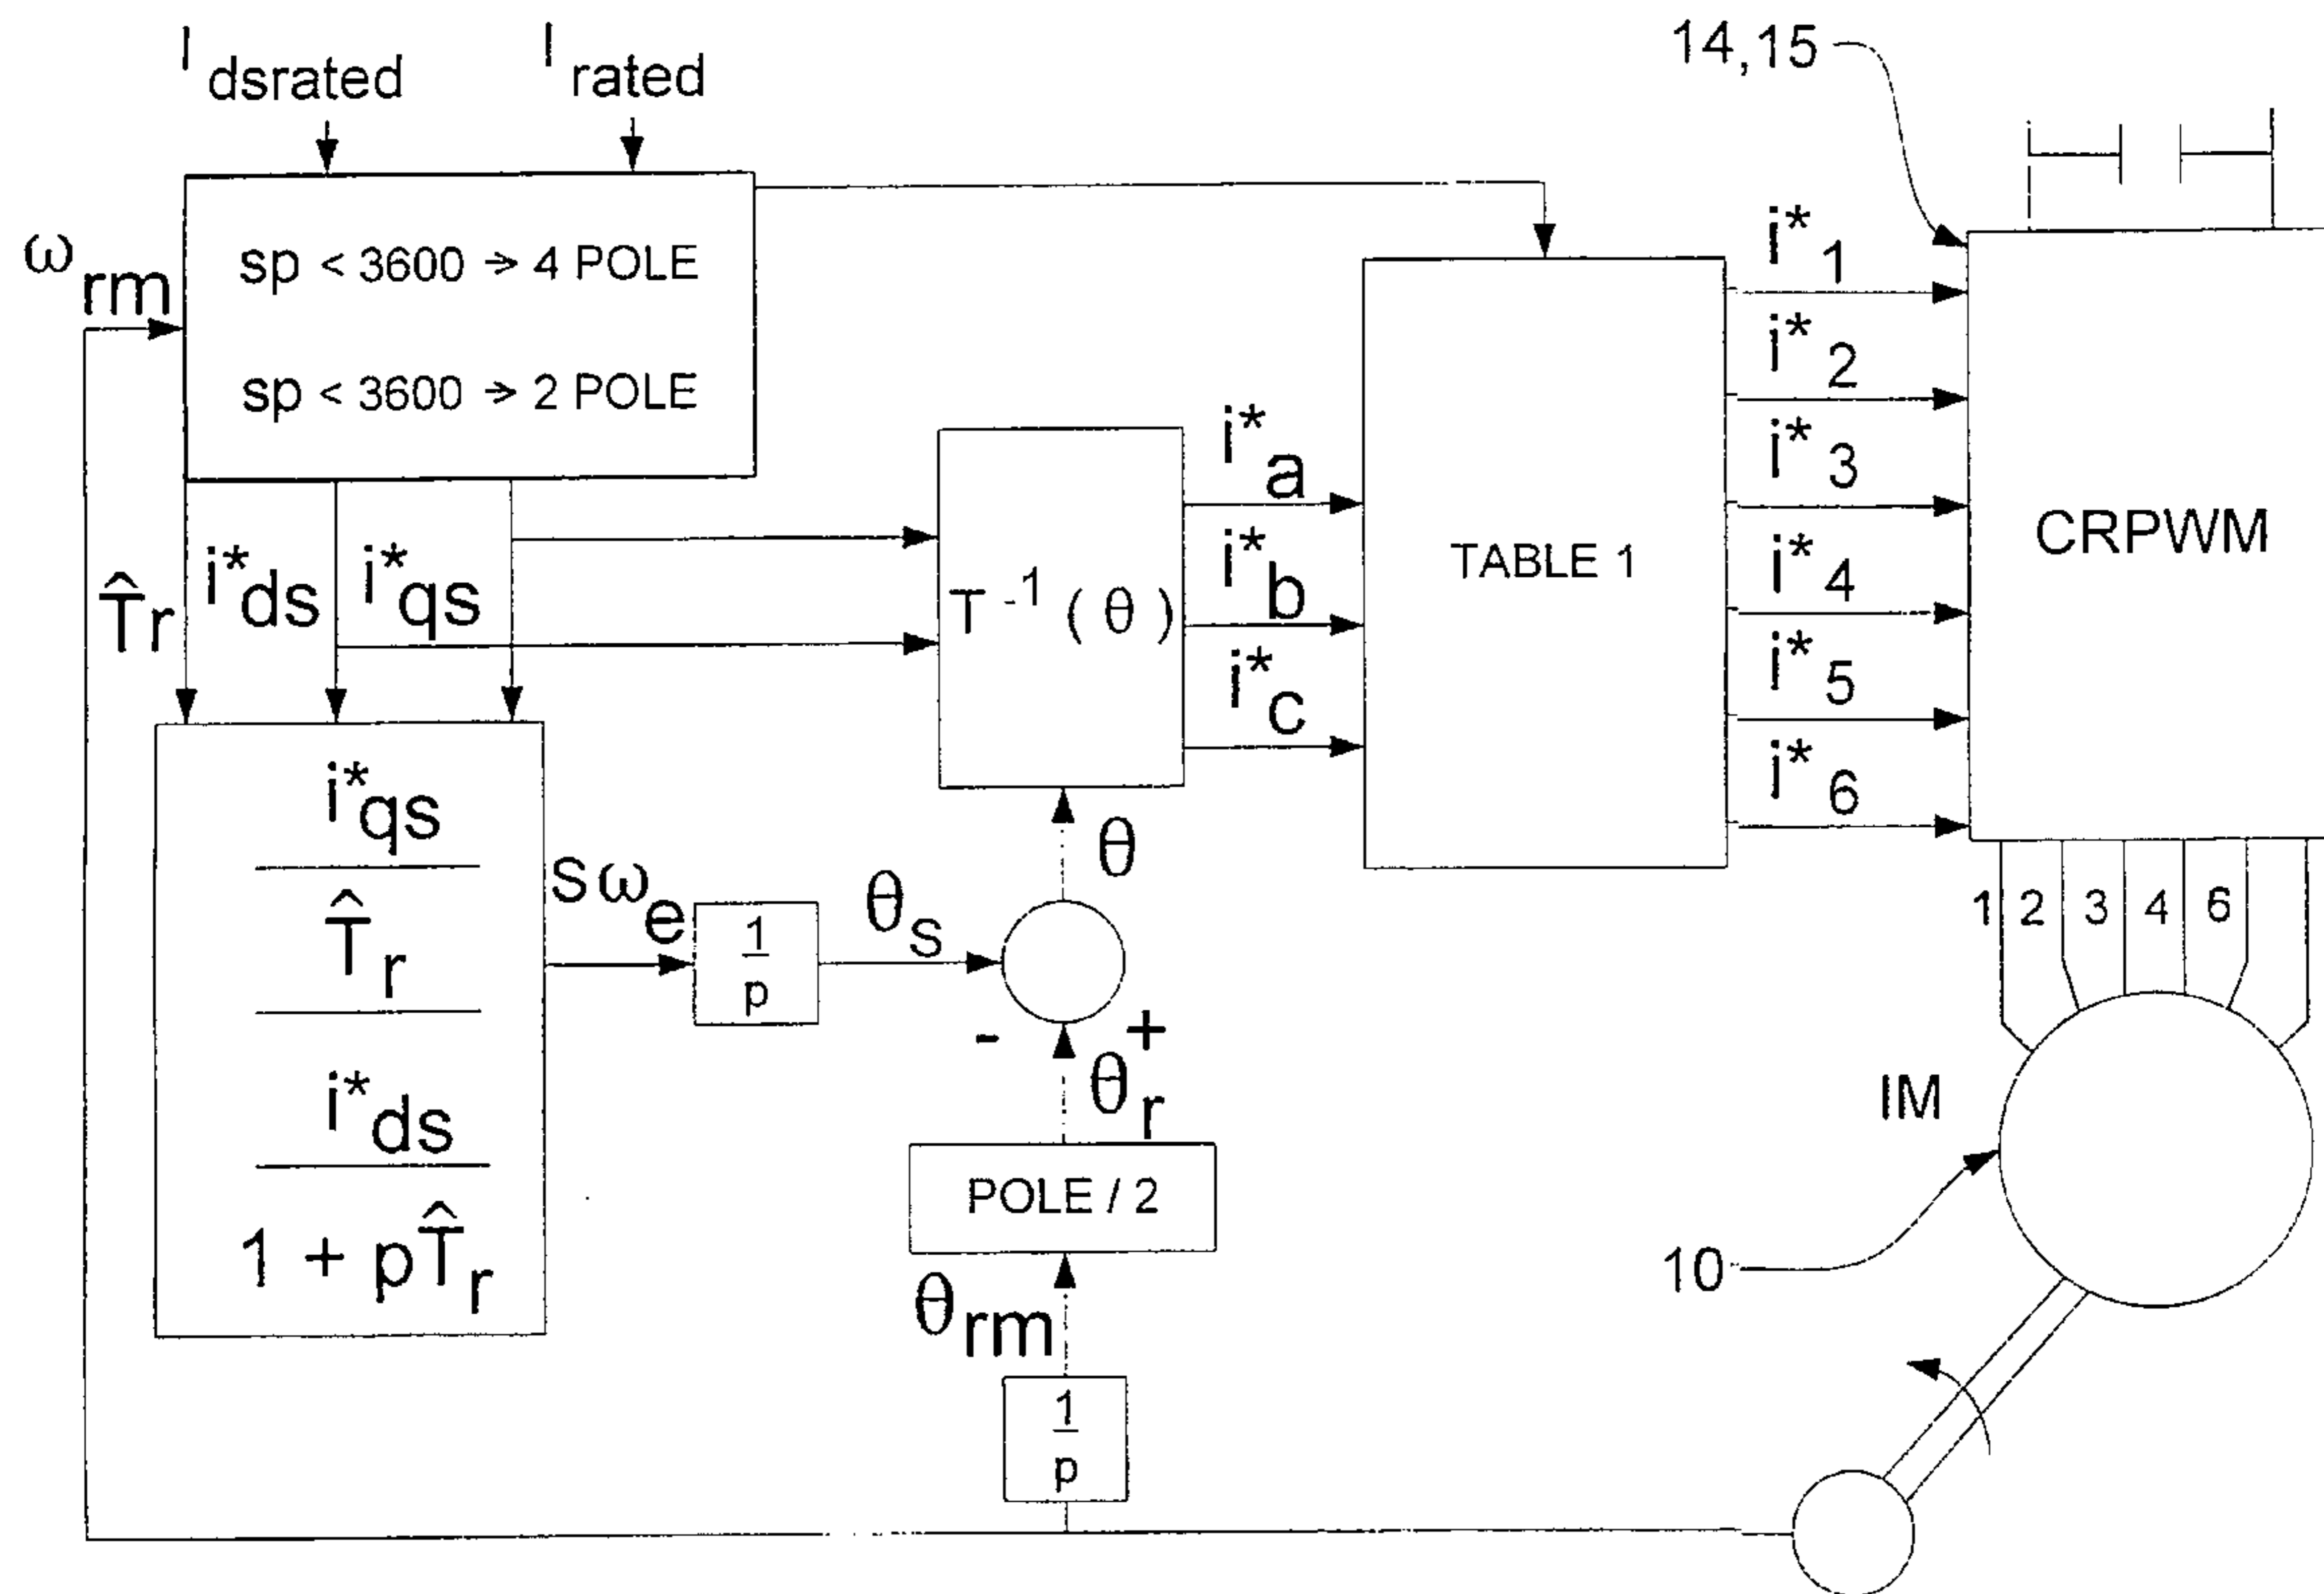 I dsrated
I rated
14,15
ωrm
sp < 3600 → 4 POLE
sp < 3600 → 2 POLE
i*1
i*2
i*3
i*4
i*5
i*6
CRPWM
T̂r
i*ds
i*qs
T⁻¹ (θ)
i*a
i*b
i*c
TABLE 1
i*qs
T̂r
i*ds
1 + pT̂r
Sωe
1
p
θs
θ
-
+
θr
POLE / 2
θrm
1
p
1 2 3 4 6
IM
10